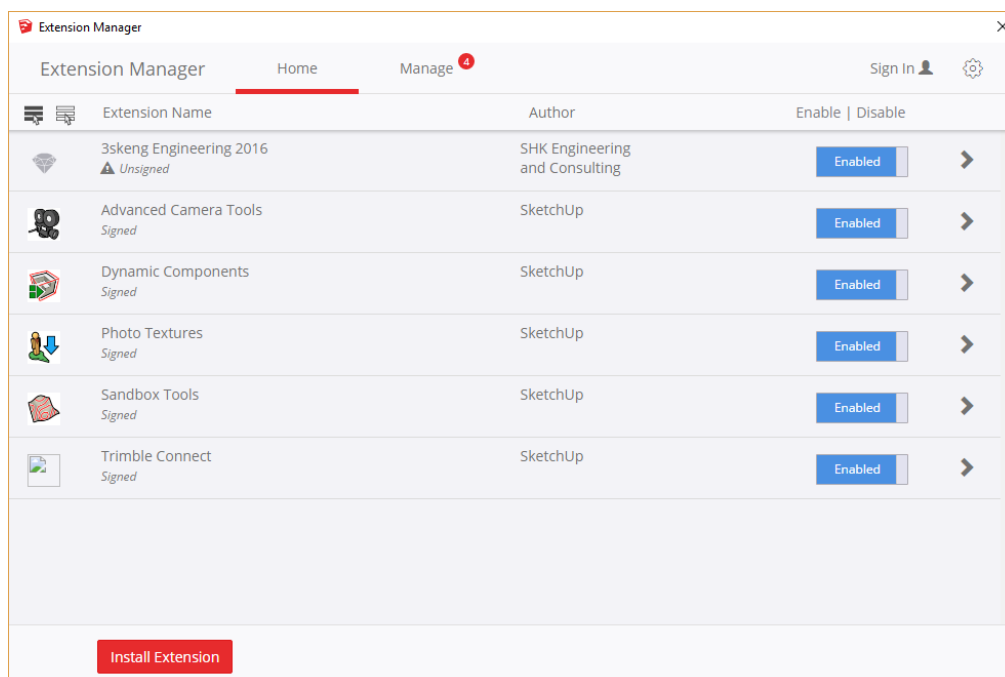 Extension Manager
Extension Manager Home Manage 4 Sign In
Extension Name Author Enable | Disable
3skeng Engineering 2016 SHK Engineering
Unsigned and Consulting Enabled
Advanced Camera Tools SketchUp
Signed Enabled
Dynamic Components SketchUp
Signed Enabled
Photo Textures SketchUp
Signed Enabled
Sandbox Tools SketchUp
Signed Enabled
Trimble Connect SketchUp
Signed Enabled
Install Extension